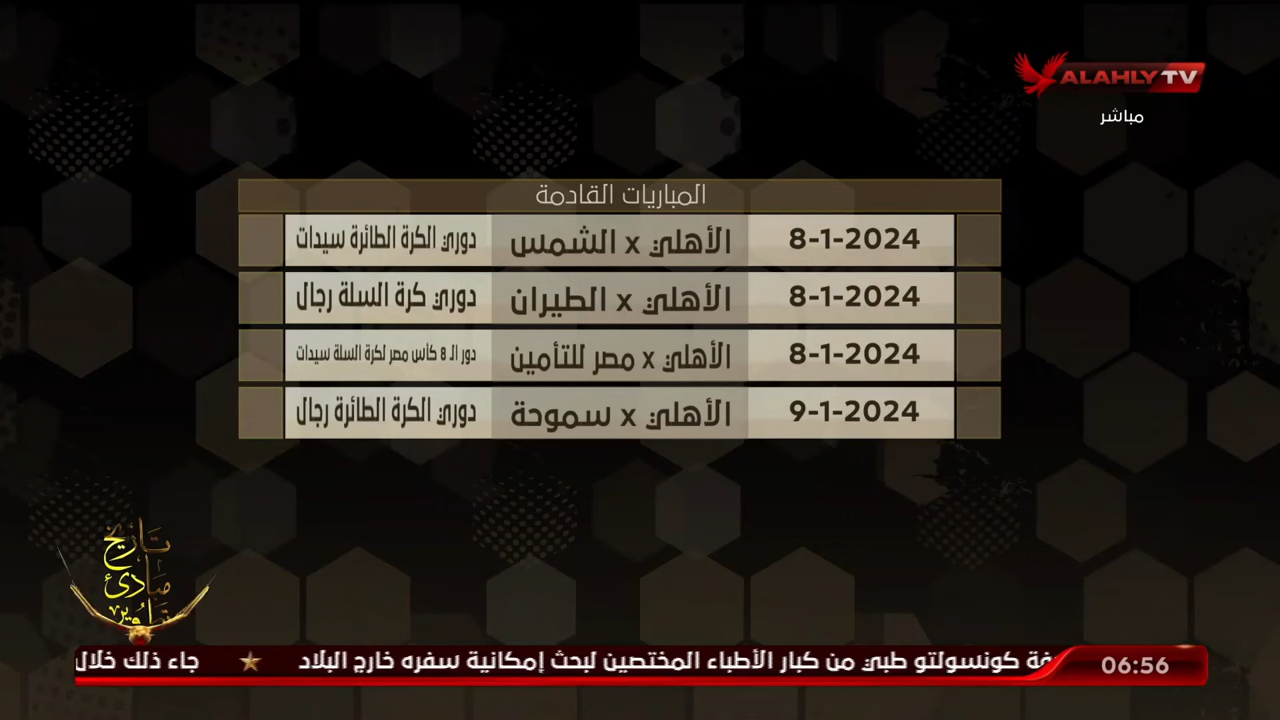 ALAHLY TV
مباشر
المباريات القادمة
8-1-2024 الأهلي x الشمس دوري الكرة الطائرة سيدات
8-1-2024 الأهلي x الطيران دوري كرة السلة رجال
8-1-2024 الأهلي x مصر للتأمين دور الـ 8 كأس مصر لكرة السلة سيدات
9-1-2024 الأهلي x سموحة دوري الكرة الطائرة رجال
تاريخ
مبادئ
06:56 كونسولتو طبي من كبار الأطباء المختصين لبحث إمكانية سفره خارج البلاد ★ جاء ذلك خلال